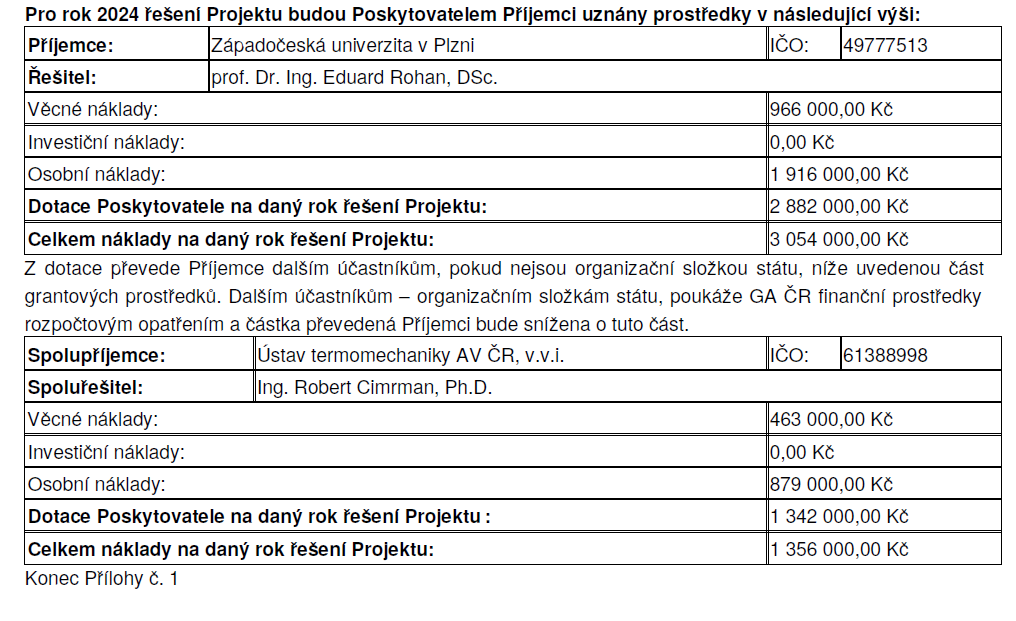 Pro rok 2024 řešení Projektu budou Poskytovatelem Příjemci uznány prostředky v následující výši:
Příjemce: Západočeská univerzita v Plzni IČO: 49777513
Řešitel: prof. Dr. Ing. Eduard Rohan, DSc.
Věcné náklady: 966 000,00 Kč
Investiční náklady: 0,00 Kč
Osobní náklady: 1 916 000,00 Kč
Dotace Poskytovatele na daný rok řešení Projektu: 2 882 000,00 Kč
Celkem náklady na daný rok řešení Projektu: 3 054 000,00 Kč
Z dotace převede Příjemce dalším účastníkům, pokud nejsou organizační složkou státu, níže uvedenou část
grantových prostředků. Dalším účastníkům – organizačním složkám státu, poukáže GA ČR finanční prostředky
rozpočtovým opatřením a částka převedená Příjemci bude snížena o tuto část.
Spolupříjemce: Ústav termomechaniky AV ČR, v.v.i. IČO: 61388998
Spoluřešitel: Ing. Robert Cimrman, Ph.D.
Věcné náklady: 463 000,00 Kč
Investiční náklady: 0,00 Kč
Osobní náklady: 879 000,00 Kč
Dotace Poskytovatele na daný rok řešení Projektu : 1 342 000,00 Kč
Celkem náklady na daný rok řešení Projektu: 1 356 000,00 Kč
Konec Přílohy č. 1